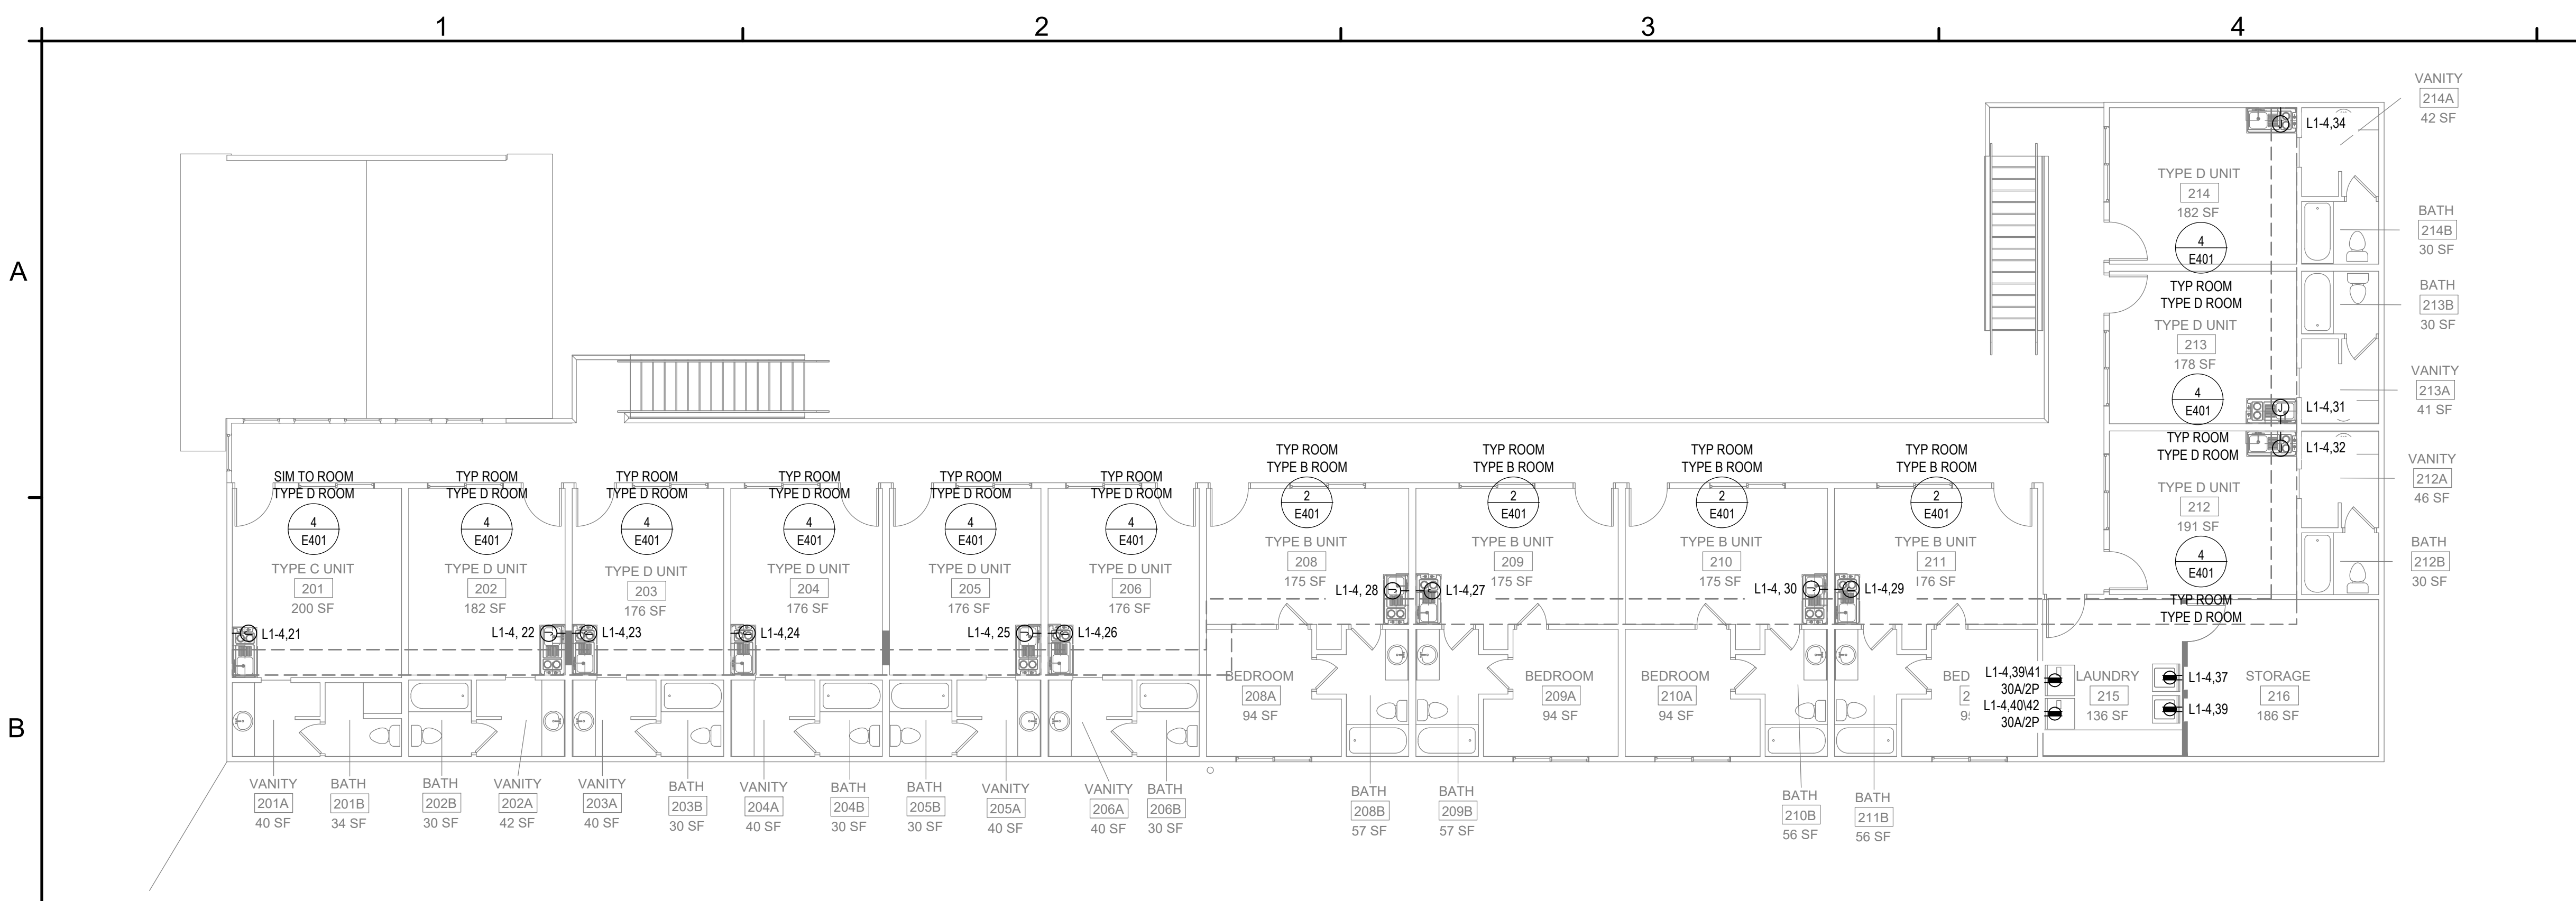 1
2
3
4
A
B
VANITY
214A
42 SF
L1-4,34
TYPE D UNIT
214
182 SF
4
E401
BATH
214B
30 SF
TYP ROOM
TYPE D ROOM
BATH
213B
30 SF
TYPE D UNIT
213
178 SF
4
E401
VANITY
213A
41 SF
L1-4,31
TYP ROOM
TYPE D ROOM
L1-4,32
VANITY
212A
46 SF
TYPE D UNIT
212
191 SF
4
E401
BATH
212B
30 SF
TYP ROOM
TYPE D ROOM
SIM TO ROOM
TYPE D ROOM
4
E401
TYPE C UNIT
201
200 SF
L1-4,21
TYP ROOM
TYPE D ROOM
4
E401
TYPE D UNIT
202
182 SF
L1-4, 22
TYP ROOM
TYPE D ROOM
4
E401
TYPE D UNIT
203
176 SF
L1-4,23
TYP ROOM
TYPE D ROOM
4
E401
TYPE D UNIT
204
176 SF
L1-4,24
TYP ROOM
TYPE D ROOM
4
E401
TYPE D UNIT
205
176 SF
L1-4, 25
TYP ROOM
TYPE D ROOM
4
E401
TYPE D UNIT
206
176 SF
L1-4,26
TYP ROOM
TYPE B ROOM
2
E401
TYPE B UNIT
208
175 SF
L1-4, 28
TYP ROOM
TYPE B ROOM
2
E401
TYPE B UNIT
209
175 SF
L1-4,27
TYP ROOM
TYPE B ROOM
2
E401
TYPE B UNIT
210
175 SF
L1-4, 30
TYP ROOM
TYPE B ROOM
2
E401
TYPE B UNIT
211
176 SF
L1-4,29
BEDROOM
208A
94 SF
BEDROOM
209A
94 SF
BEDROOM
210A
94 SF
BED
L1-4,39\41
30A/2P
L1-4,40\42
30A/2P
LAUNDRY
215
136 SF
L1-4,37
L1-4,39
STORAGE
216
186 SF
VANITY
201A
40 SF
BATH
201B
34 SF
BATH
202B
30 SF
VANITY
202A
42 SF
VANITY
203A
40 SF
BATH
203B
30 SF
VANITY
204A
40 SF
BATH
204B
30 SF
BATH
205B
30 SF
VANITY
205A
40 SF
VANITY
206A
40 SF
BATH
206B
30 SF
BATH
208B
57 SF
BATH
209B
57 SF
BATH
210B
56 SF
BATH
211B
56 SF